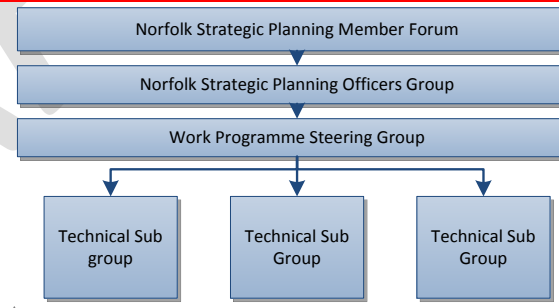 Norfolk Strategic Planning Member Forum
Norfolk Strategic Planning Officers Group
Work Programme Steering Group
Technical Sub
group
Technical Sub
Group
Technical Sub
Group